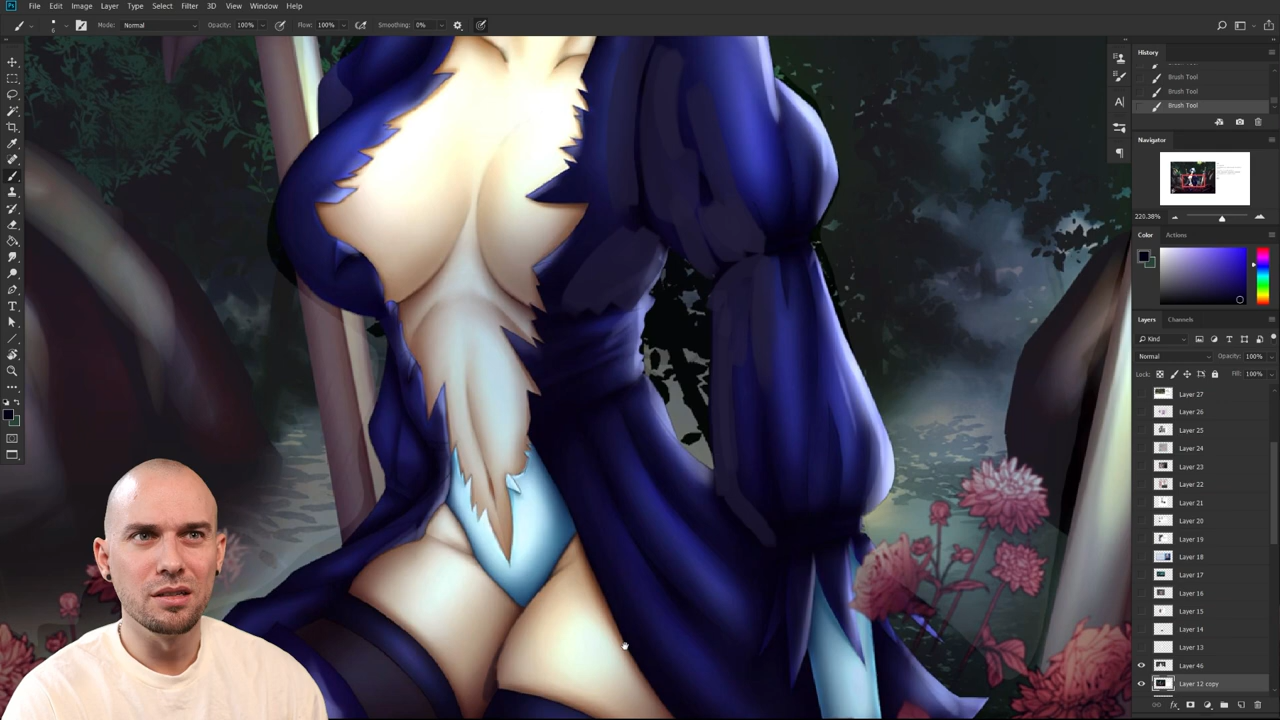 Ps File Edit Image Layer Type Select Filter 3D View Window Help
6 Mode: Normal Opacity: 100% Flow: 100% Smoothing: 0%
History
Brush Tool
Brush Tool
Brush Tool
Navigator
220.38%
Color Actions
Layers Channels
Kind
Normal Opacity: 100%
Lock: Fill: 100%
Layer 27
Layer 26
Layer 25
Layer 24
Layer 23
Layer 22
Layer 21
Layer 20
Layer 19
Layer 18
Layer 17
Layer 16
Layer 15
Layer 14
Layer 13
Layer 46
Layer 12 copy
fx